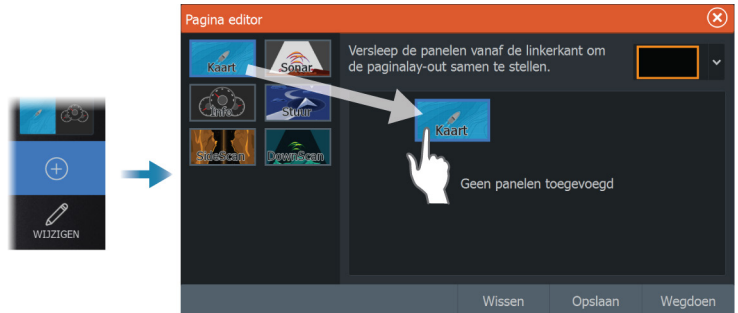 Pagina editor
Kaart
Sonar
Versleep de panelen vanaf de linkerkant om
de paginalay-out samen te stellen.
Info
Stuur
Kaart
SideScan
DownScan
Geen panelen toegevoegd
WIJZIGEN
Wissen
Opslaan
Wegdoen